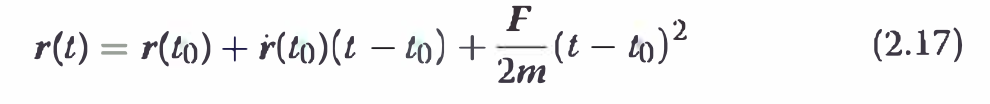 r(t) = r(t₀) + ṙ(t₀)(t − t₀) + F/2m (t − t₀)² (2.17)